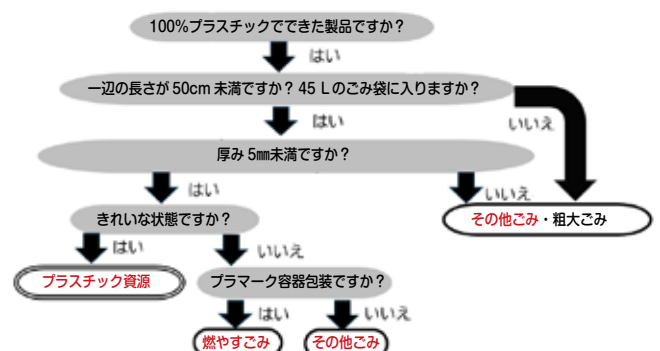 100%プラスチックでできた製品ですか？
はい
一辺の長さが 50cm 未満ですか？ 45 Lのごみ袋に入りますか？
はい
いいえ
厚み 5㎜未満ですか？
はい
いいえ
きれいな状態ですか？
その他ごみ・粗大ごみ
はい
いいえ
プラスチック資源
プラマーク容器包装ですか？
はい
いいえ
燃やすごみ
その他ごみ